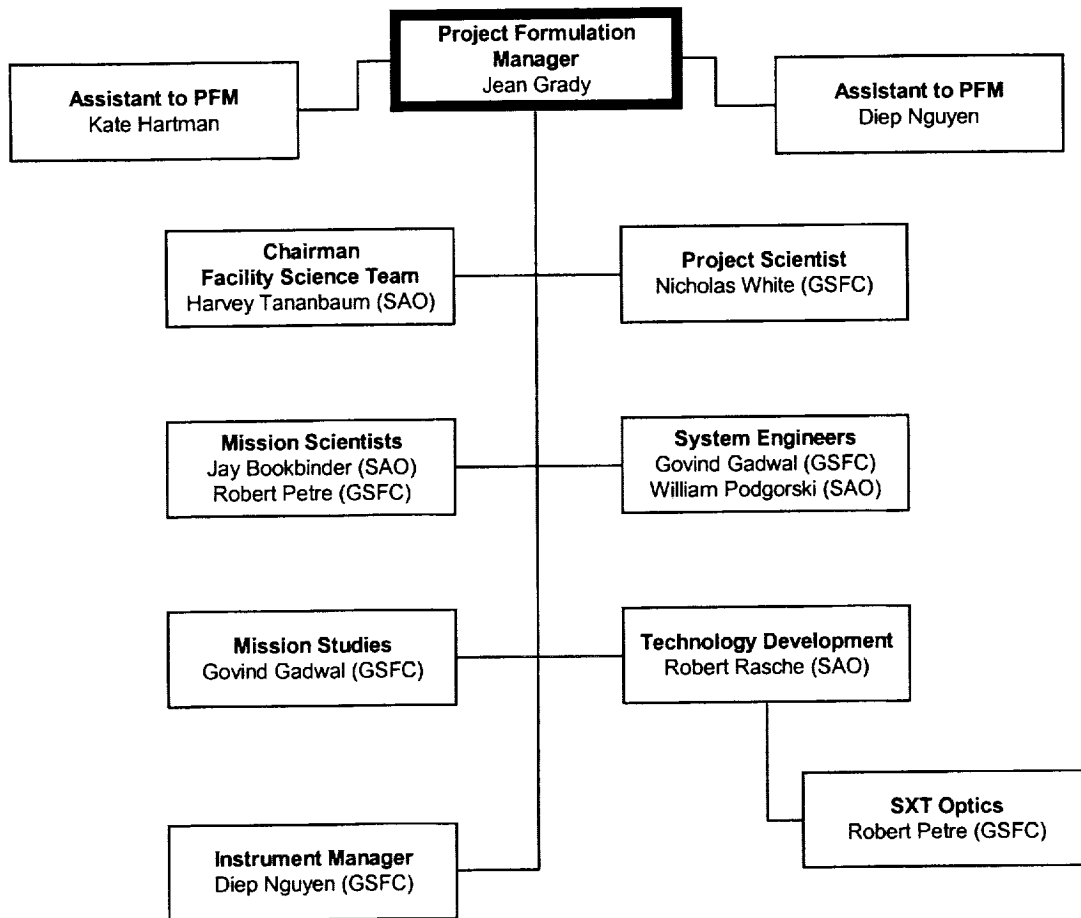 Project Formulation
Manager
Jean Grady
Assistant to PFM
Kate Hartman
Assistant to PFM
Diep Nguyen
Chairman
Facility Science Team
Harvey Tananbaum (SAO)
Project Scientist
Nicholas White (GSFC)
Mission Scientists
Jay Bookbinder (SAO)
Robert Petre (GSFC)
System Engineers
Govind Gadwal (GSFC)
William Podgorski (SAO)
Mission Studies
Govind Gadwal (GSFC)
Technology Development
Robert Rasche (SAO)
SXT Optics
Robert Petre (GSFC)
Instrument Manager
Diep Nguyen (GSFC)